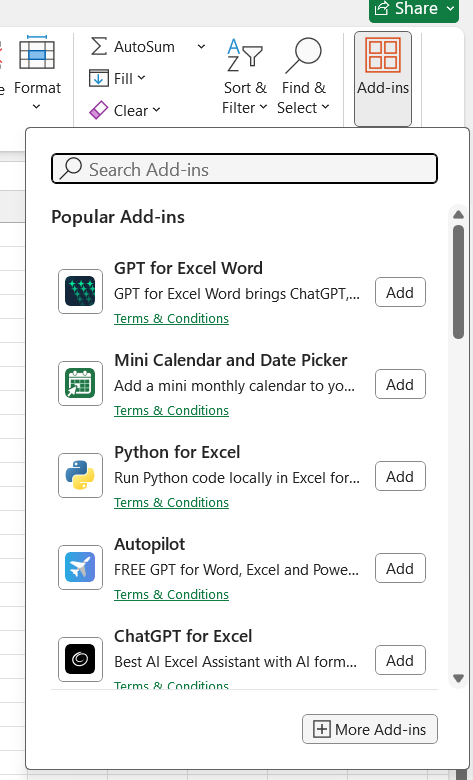 Share
AutoSum
Format
Fill
Clear
Sort &
Filter
Find &
Select
Add-ins
Search Add-ins
Popular Add-ins
GPT for Excel Word
GPT for Excel Word brings ChatGPT,...
Add
Terms & Conditions
Mini Calendar and Date Picker
Add a mini monthly calendar to yo...
Add
Terms & Conditions
Python for Excel
Run Python code locally in Excel for...
Add
Terms & Conditions
Autopilot
FREE GPT for Word, Excel and Powe...
Add
Terms & Conditions
ChatGPT for Excel
Best AI Excel Assistant with AI form...
Add
Terms & Conditions
More Add-ins